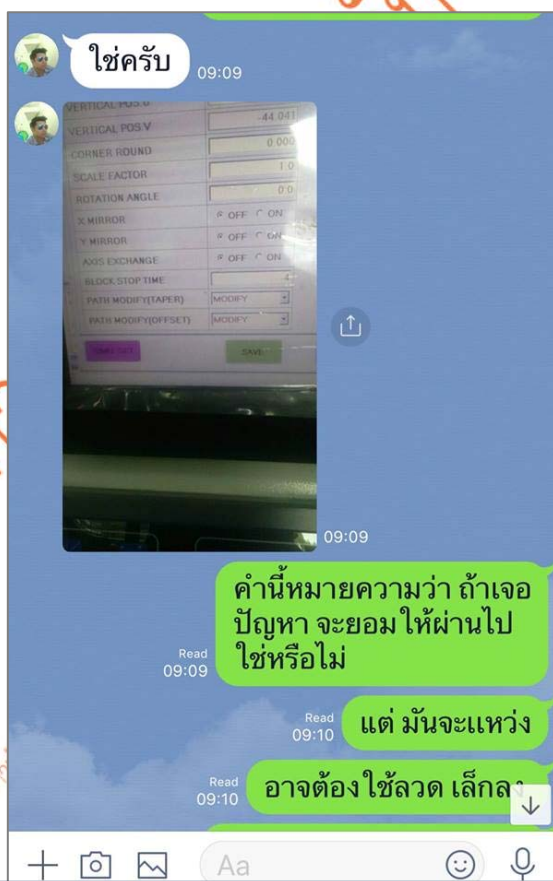 ใช่ครับ
09:09
VERTICAL POS.U
VERTICAL POS.V -44.041
CORNER ROUND 0.000
SCALE FACTOR 1.0
ROTATION ANGLE 0.0
X MIRROR OFF ON
Y MIRROR OFF ON
AXIS EXCHANGE OFF ON
BLOCK STOP TIME 4
PATH MODIFY(TAPER) MODIFY
PATH MODIFY(OFFSET) MODIFY
SAVE
09:09
คำนี้หมายความว่า ถ้าเจอ
ปัญหา จะยอมให้ผ่านไป
ใช่หรือไม่
Read
09:09
แต่ มันจะแหว่ง
Read
09:10
อาจต้องใช้ลวด เล็กลง
Read
09:10
Aa